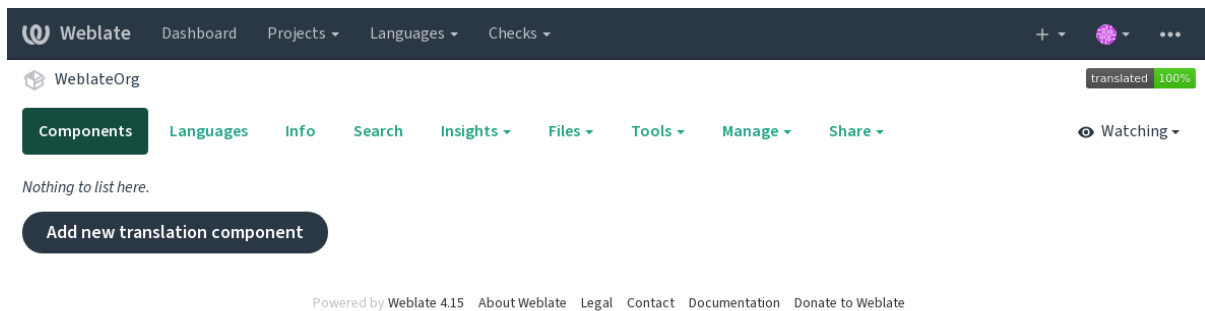 Weblate Dashboard Projects Languages Checks
WeblateOrg translated 100%
Components Languages Info Search Insights Files Tools Manage Share Watching
Nothing to list here.
Add new translation component
Powered by Weblate 4.15 About Weblate Legal Contact Documentation Donate to Weblate